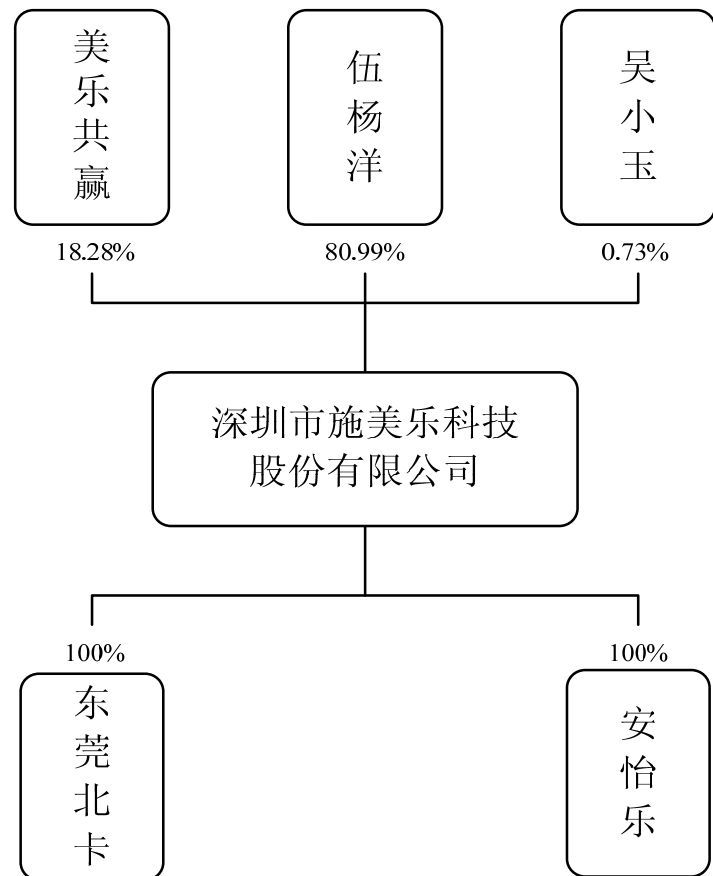 美乐共赢
伍杨洋
吴小玉
18.28%
80.99%
0.73%
深圳市施美乐科技
股份有限公司
100%
100%
东莞北卡
安怡乐